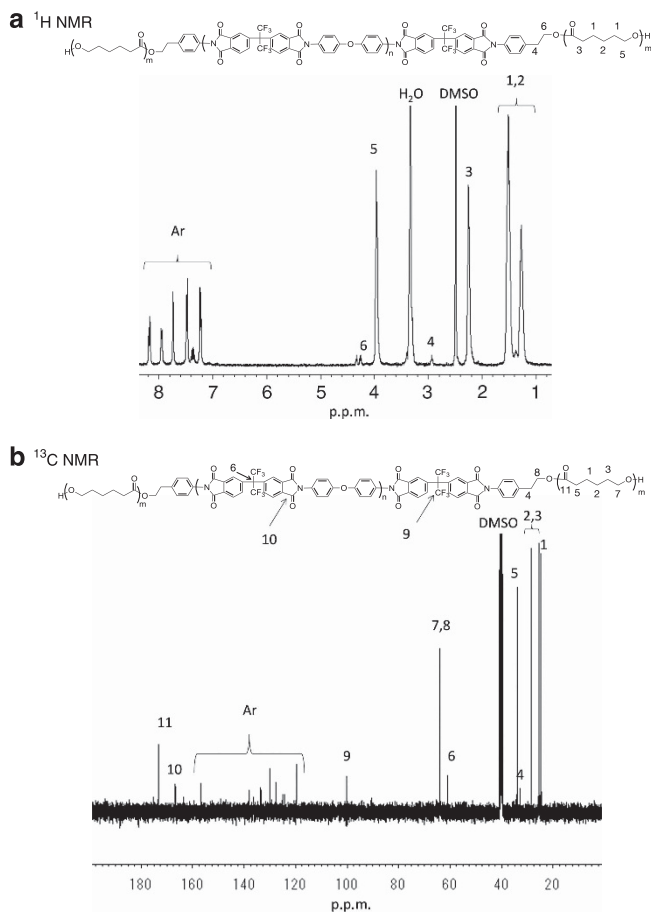 a ¹H NMR
H O O m N O O CF₃ CF₃ O O N O n N O O CF₃ CF₃ O O N 6 4 O O 3 1 2 1 5 O H m
H₂O DMSO 1,2
5
3
Ar
6 4
8 7 6 5 4 3 2 1
p.p.m.
b ¹³C NMR
H O O m N O O 6 CF₃ CF₃ O O N O n N O O CF₃ CF₃ O O N 4 8 O O 11 5 1 2 3 7 O H m
10 9
DMSO 2,3
1
5
7,8
Ar
11
10 9 6 4
180 160 140 120 100 80 60 40 20
p.p.m.